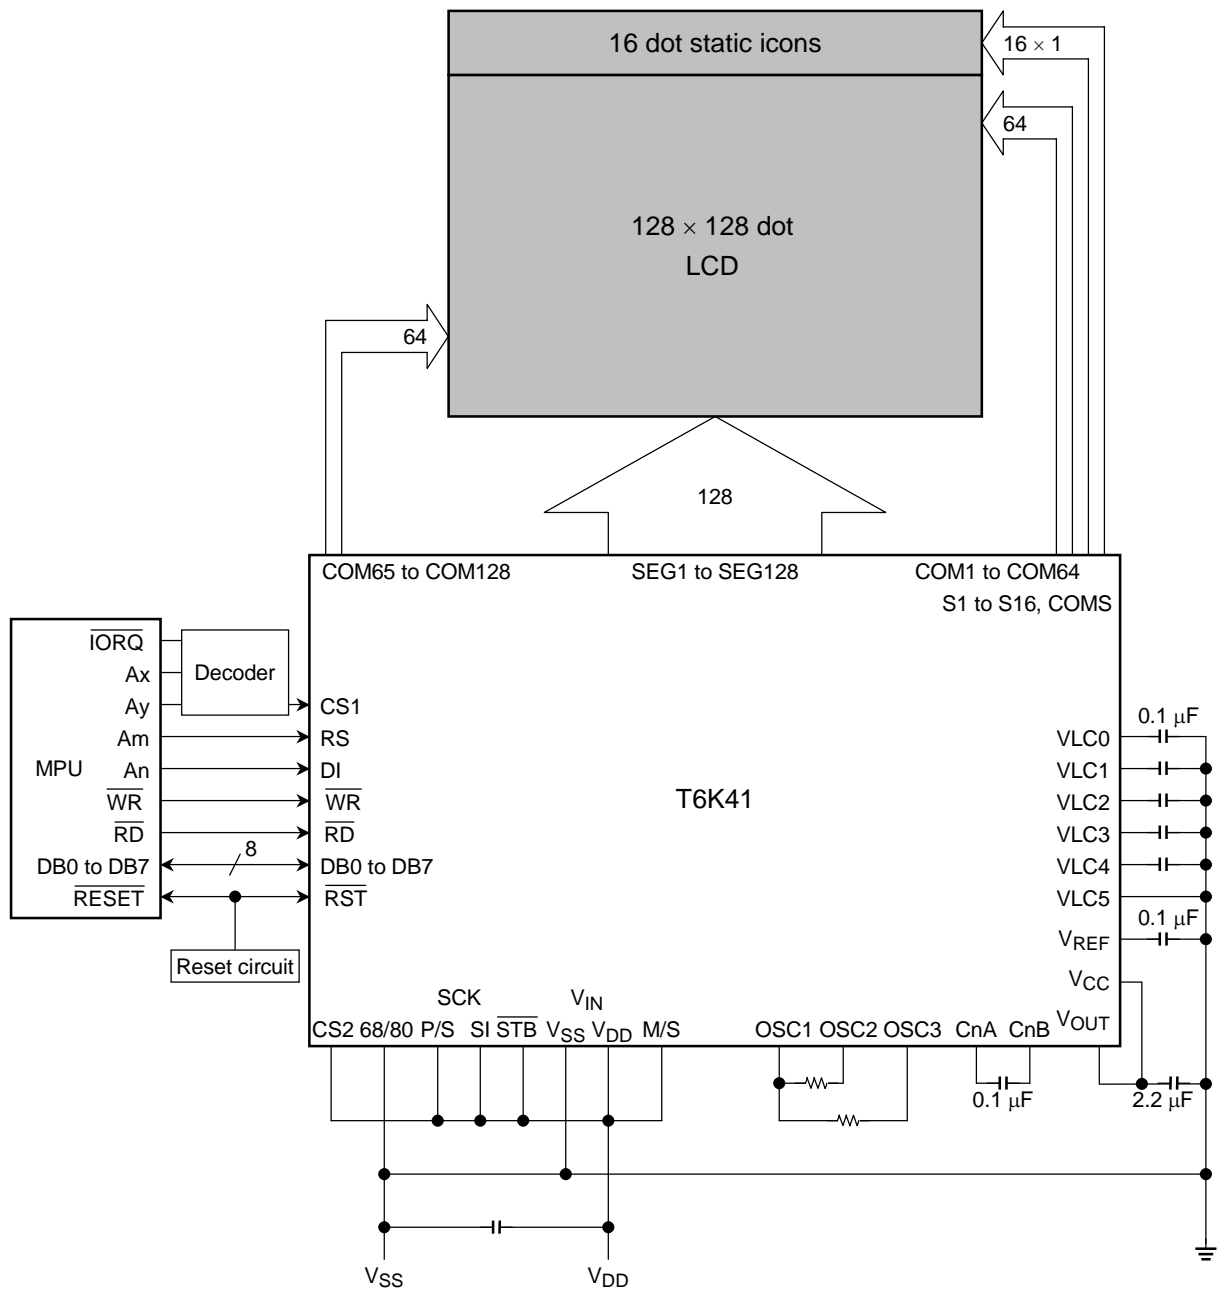 16 dot static icons
16 × 1
64
128 × 128 dot
LCD
64
128
COM65 to COM128
SEG1 to SEG128
COM1 to COM64
S1 to S16, COMS
MPU
IORQ
Ax
Ay
Am
An
WR
RD
DB0 to DB7
RESET
Decoder
8
Reset circuit
CS1
RS
DI
WR
RD
DB0 to DB7
RST
T6K41
VLC0
VLC1
VLC2
VLC3
VLC4
VLC5
VREF
VCC
VOUT
0.1 μF
0.1 μF
SCK
VIN
CS2 68/80 P/S SI STB VSS VDD M/S
OSC1 OSC2 OSC3
CnA CnB
0.1 μF
2.2 μF
VSS
VDD